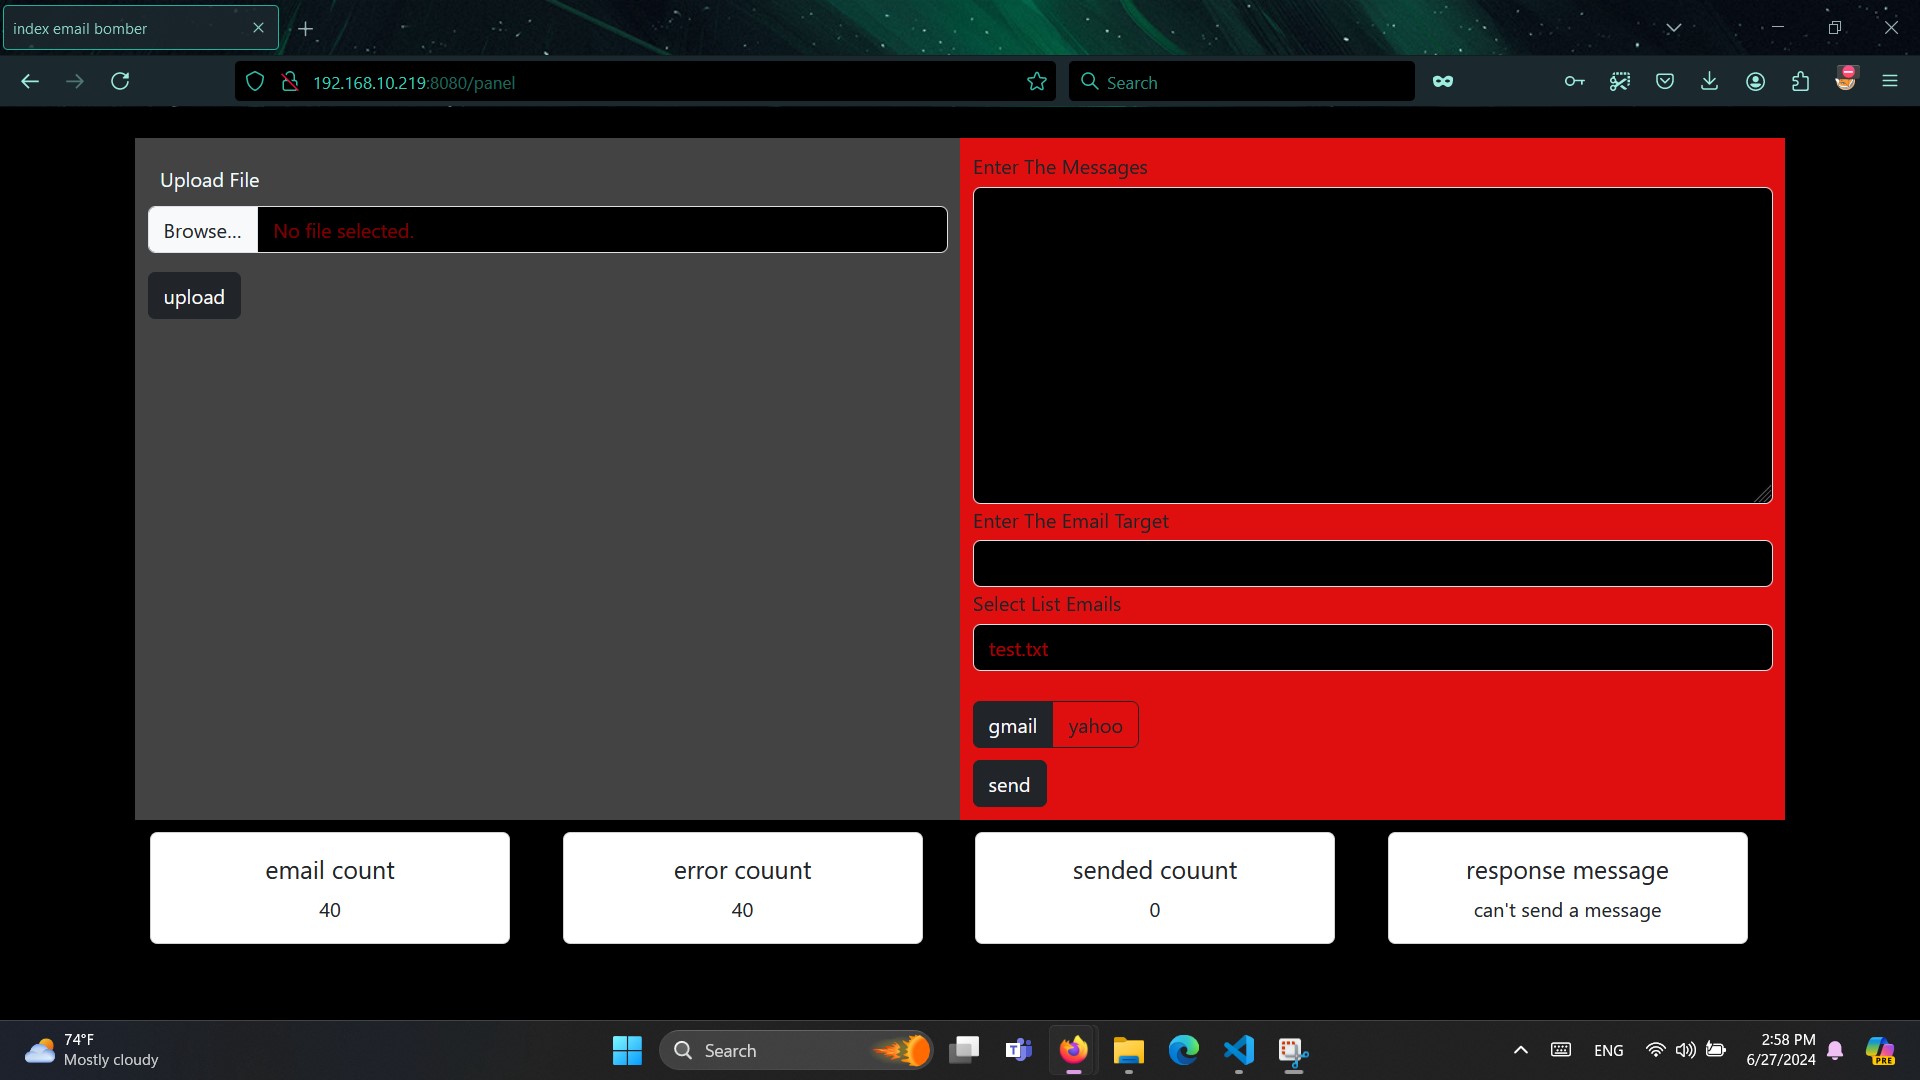 index email bomber
192.168.10.219:8080/panel
Search
Upload File
Browse...
No file selected.
upload
Enter The Messages
Enter The Email Target
Select List Emails
test.txt
gmail
yahoo
send
email count
40
error couunt
40
sended couunt
0
response message
can't send a message
74°F
Mostly cloudy
Search
T
ENG
2:58 PM
6/27/2024
PRE